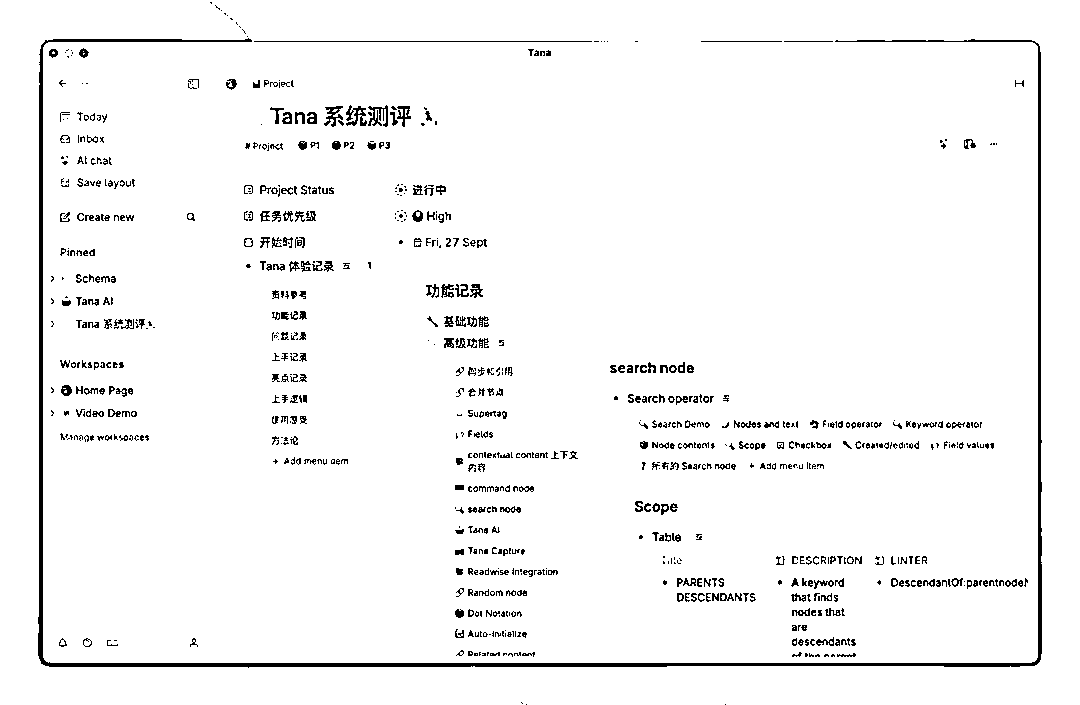 Tana
Project
Today
Inbox
AI chat
Save layout
Create new
Pinned
Schema
Tana AI
Tana 系统测评
Workspaces
Home Page
Video Demo
Manage workspaces
Tana 系统测评
# Project P1 P2 P3
Project Status 进行中
任务优先级 High
开始时间 Fri, 27 Sept
Tana 体验记录 1
资料参考
功能记录
问题记录
上手记录
亮点记录
上手逻辑
使用感受
方法论
+ Add menu item
功能记录
基础功能
高级功能
同步和引用
合并节点
Supertag
Fields
contextual content 上下文
内容
command node
search node
Tana AI
Tana Capture
Readwise Integration
Random node
Dot Notation
Auto-Initialize
Related content
search node
Search operator
Search Demo Nodes and text Field operator Keyword operator
Node contents Scope Checkbox Created/edited Field values
所有的 Search node + Add menu item
Scope
Table
Title DESCRIPTION LINTER
PARENTS
DESCENDANTS
A keyword
that finds
nodes that
are
descendants
of the parent
DescendantOf:parentnodeN